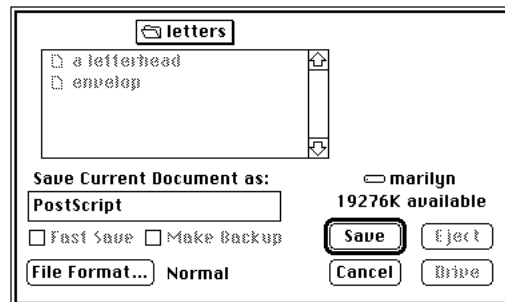 letters
a letterhead
envelop
Save Current Document as:
marilyn
PostScript
19276K available
Fast Save
Make Backup
Save
Eject
File Format...
Normal
Cancel
Drive